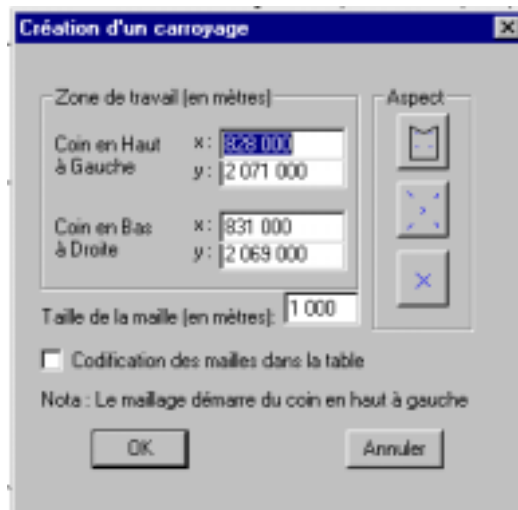 Création d'un carroyage
Zone de travail (en mètres)
Aspect
Coin en Haut
à Gauche
x : 828 000
y : 2 071 000
Coin en Bas
à Droite
x : 831 000
y : 2 069 000
Taille de la maille (en mètres): 1 000
Codification des mailles dans la table
Nota : Le maillage démarre du coin en haut à gauche
OK
Annuler